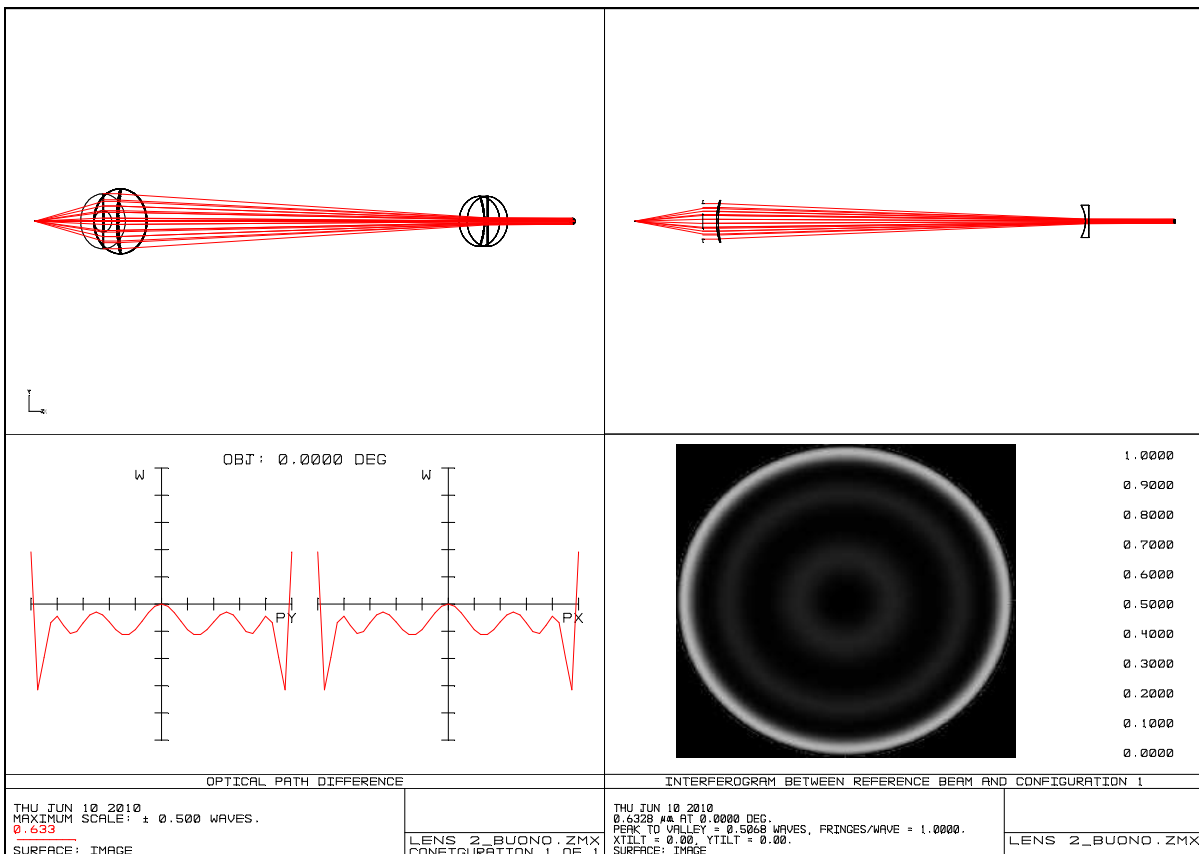 OBJ: 0.0000 DEG
W
W
PY
PX
1.0000
0.9000
0.8000
0.7000
0.6000
0.5000
0.4000
0.3000
0.2000
0.1000
0.0000
OPTICAL PATH DIFFERENCE
THU JUN 10 2010
MAXIMUM SCALE: ± 0.500 WAVES.
0.633
SURFACE: IMAGE
LENS 2_BUONO.ZMX
CONFIGURATION 1 OF 1
INTERFEROGRAM BETWEEN REFERENCE BEAM AND CONFIGURATION 1
THU JUN 10 2010
0.6328 µm AT 0.0000 DEG.
PEAK TO VALLEY = 0.5068 WAVES, FRINGES/WAVE = 1.0000.
XTILT = 0.00, YTILT = 0.00.
SURFACE: IMAGE
LENS 2_BUONO.ZMX